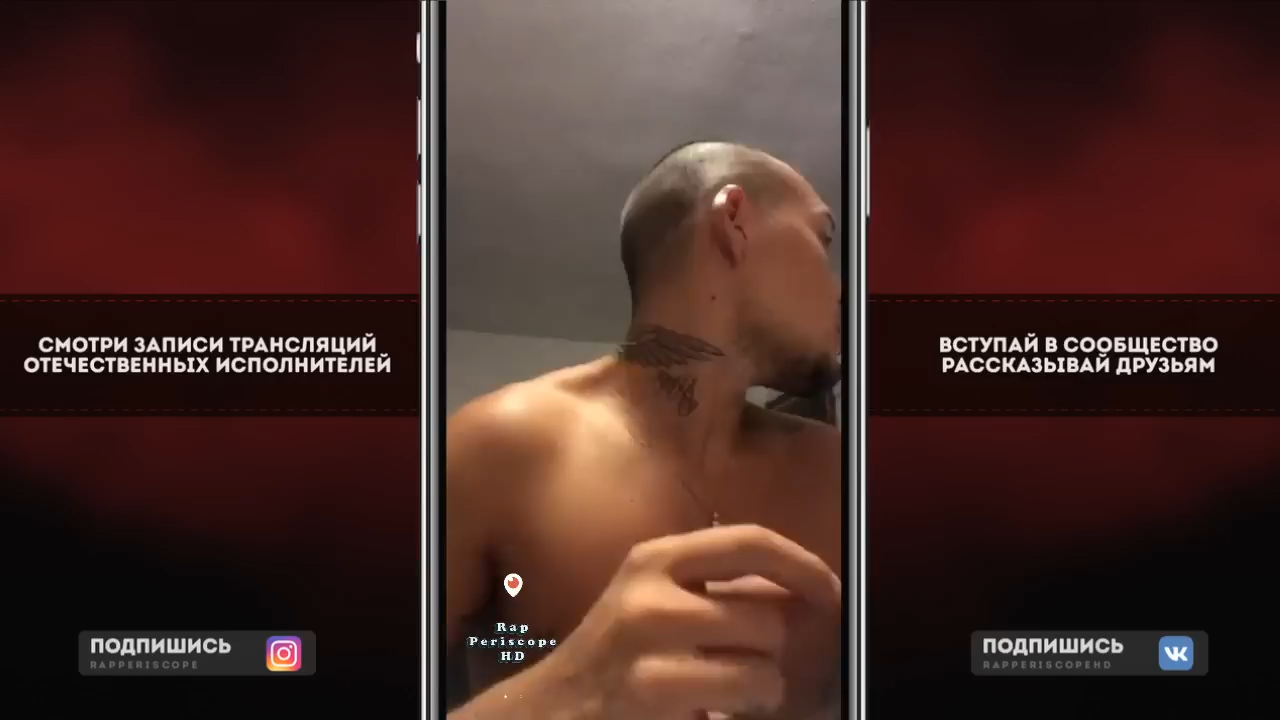 СМОТРИ ЗАПИСИ ТРАНСЛЯЦИЙ
ОТЕЧЕСТВЕННЫХ ИСПОЛНИТЕЛЕЙ
ВСТУПАЙ В СООБЩЕСТВО
РАССКАЗЫВАЙ ДРУЗЬЯМ
Rap
Periscope
HD
ПОДПИШИСЬ
RAPPERISCOPE
ПОДПИШИСЬ
RAPPERISCOPEHD